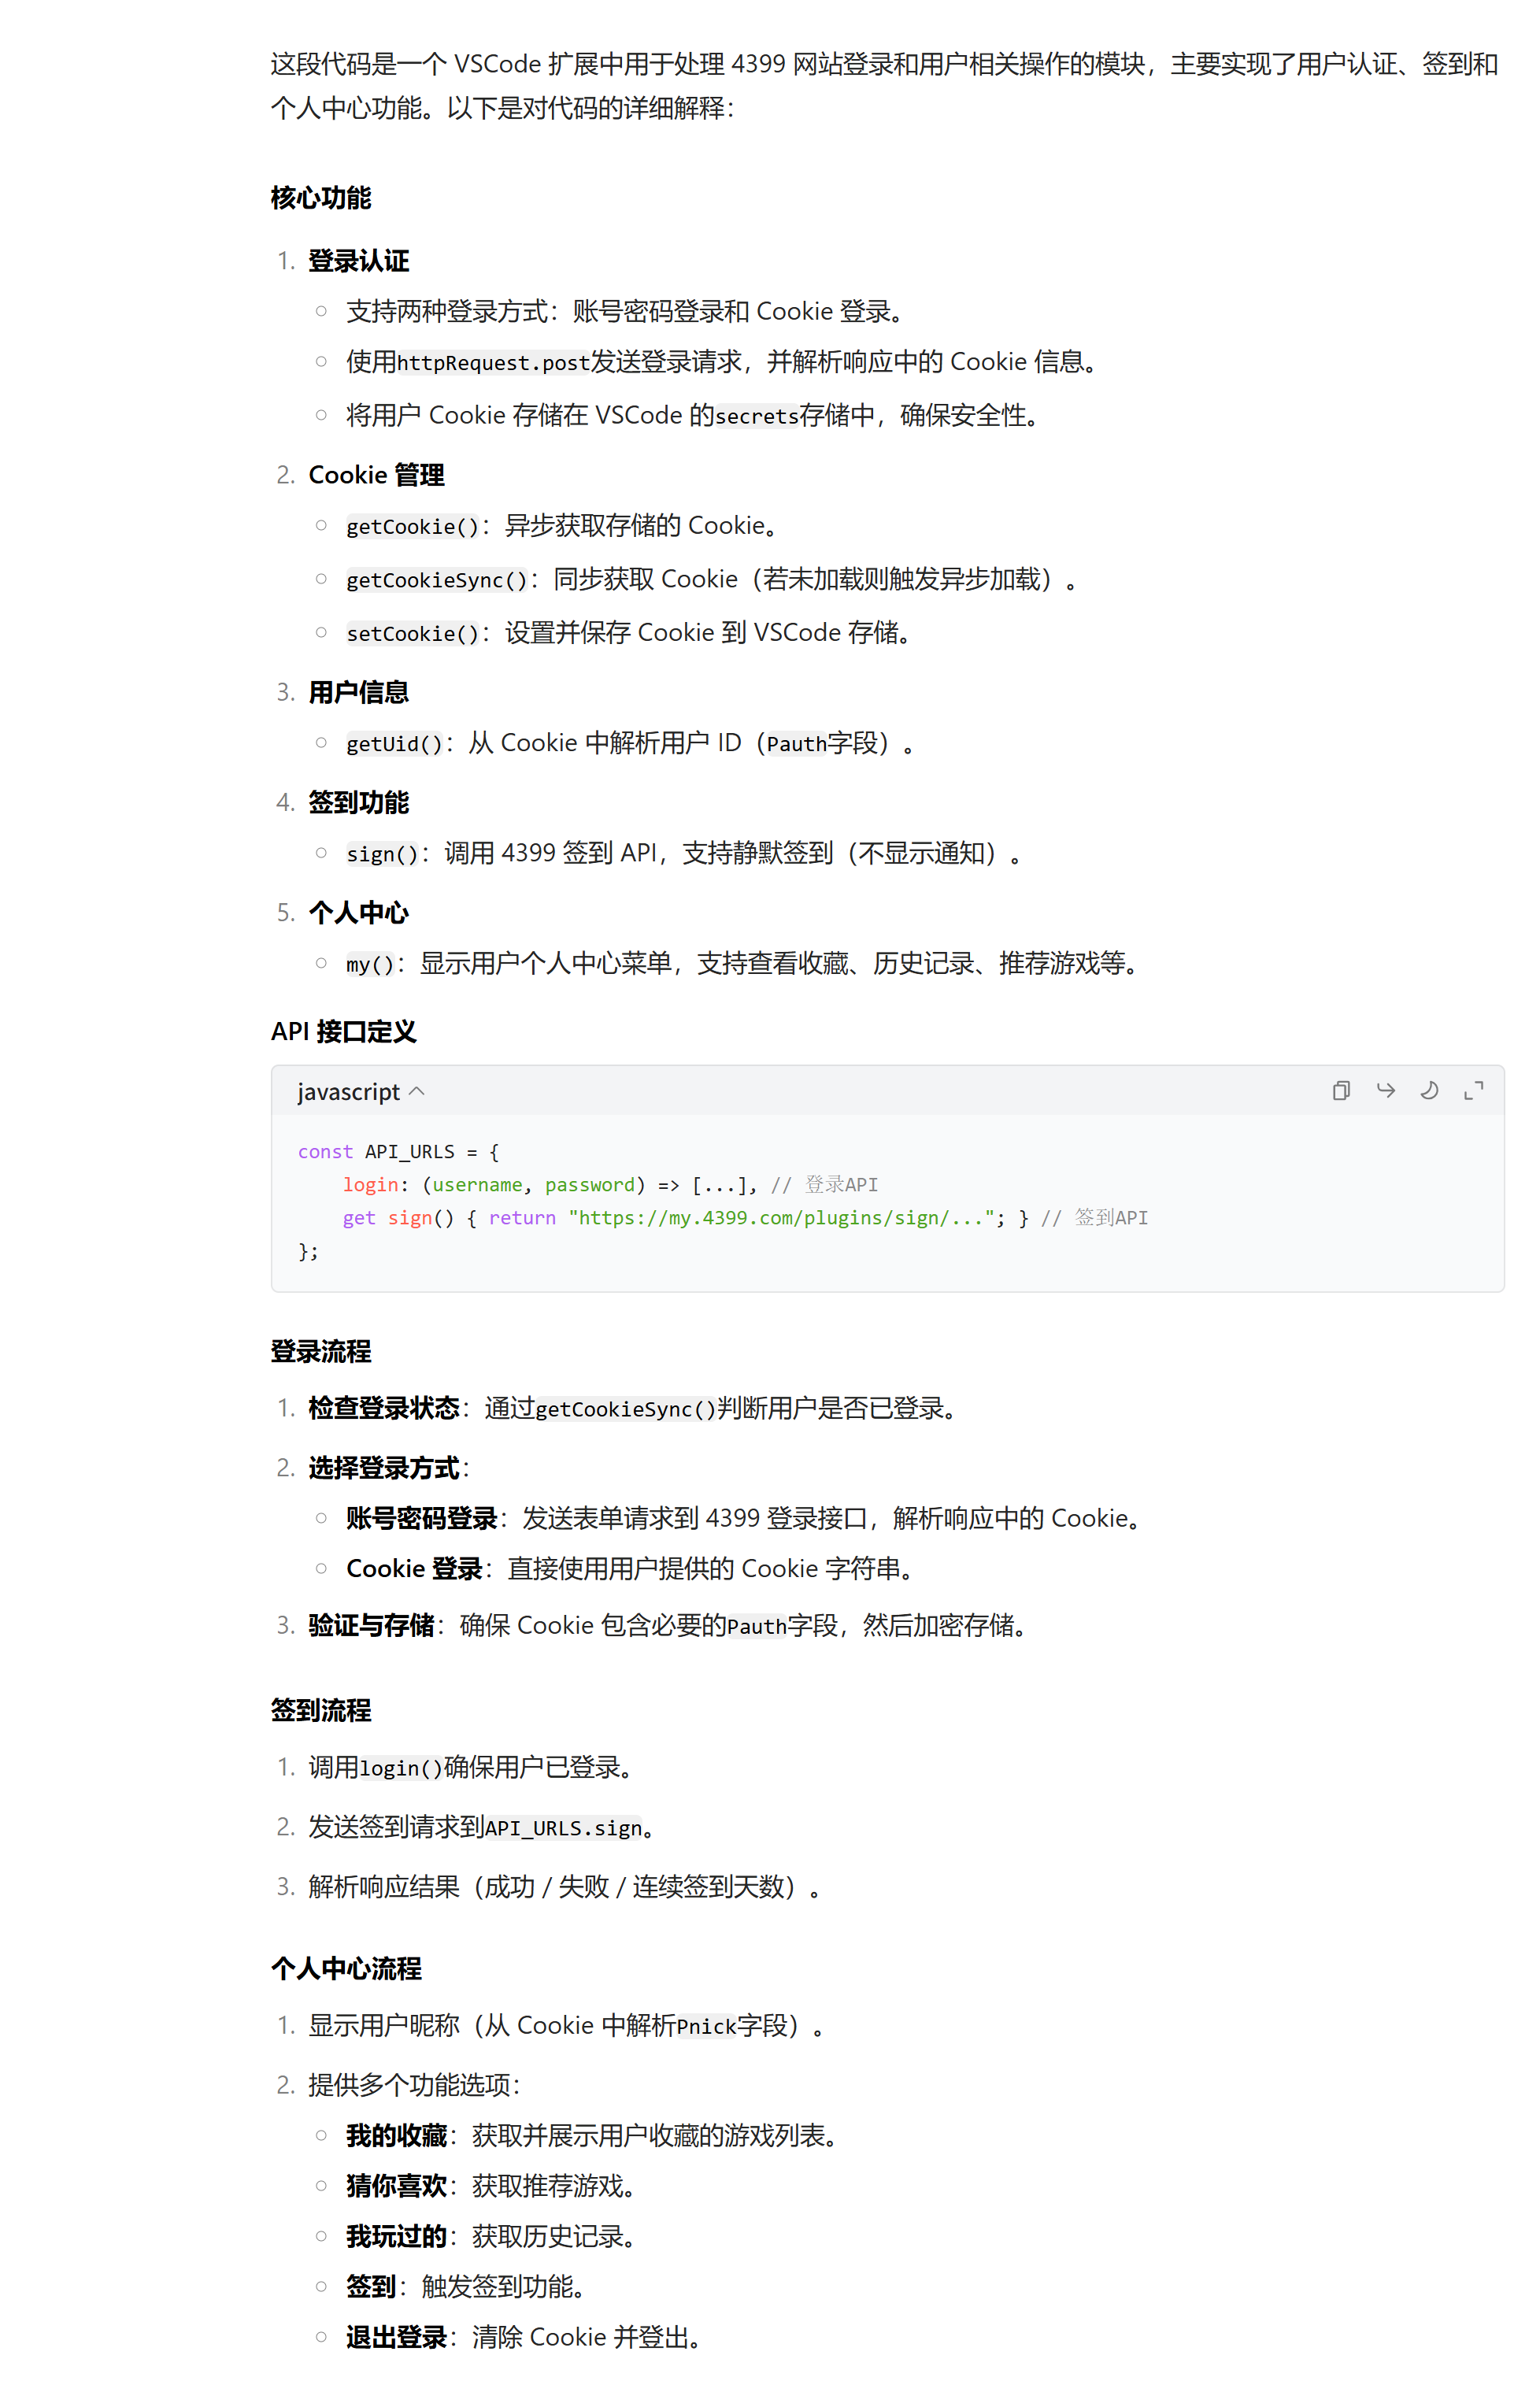 这段代码是一个 VSCode 扩展中用于处理 4399 网站登录和用户相关操作的模块，主要实现了用户认证、签到和
个人中心功能。以下是对代码的详细解释：
核心功能
1. 登录认证
○ 支持两种登录方式：账号密码登录和 Cookie 登录。
○ 使用httpRequest.post发送登录请求，并解析响应中的 Cookie 信息。
○ 将用户 Cookie 存储在 VSCode 的secrets存储中，确保安全性。
2. Cookie 管理
○ getCookie()：异步获取存储的 Cookie。
○ getCookieSync()：同步获取 Cookie（若未加载则触发异步加载）。
○ setCookie()：设置并保存 Cookie 到 VSCode 存储。
3. 用户信息
○ getUid()：从 Cookie 中解析用户 ID（Pauth字段）。
4. 签到功能
○ sign()：调用 4399 签到 API，支持静默签到（不显示通知）。
5. 个人中心
○ my()：显示用户个人中心菜单，支持查看收藏、历史记录、推荐游戏等。
API 接口定义
javascript
const API_URLS = {
    login: (username, password) => [...], // 登录API
    get sign() { return "https://my.4399.com/plugins/sign/..."; } // 签到API
};
登录流程
1. 检查登录状态：通过getCookieSync()判断用户是否已登录。
2. 选择登录方式：
○ 账号密码登录：发送表单请求到 4399 登录接口，解析响应中的 Cookie。
○ Cookie 登录：直接使用用户提供的 Cookie 字符串。
3. 验证与存储：确保 Cookie 包含必要的Pauth字段，然后加密存储。
签到流程
1. 调用login()确保用户已登录。
2. 发送签到请求到API_URLS.sign。
3. 解析响应结果（成功 / 失败 / 连续签到天数）。
个人中心流程
1. 显示用户昵称（从 Cookie 中解析Pnick字段）。
2. 提供多个功能选项：
○ 我的收藏：获取并展示用户收藏的游戏列表。
○ 猜你喜欢：获取推荐游戏。
○ 我玩过的：获取历史记录。
○ 签到：触发签到功能。
○ 退出登录：清除 Cookie 并登出。